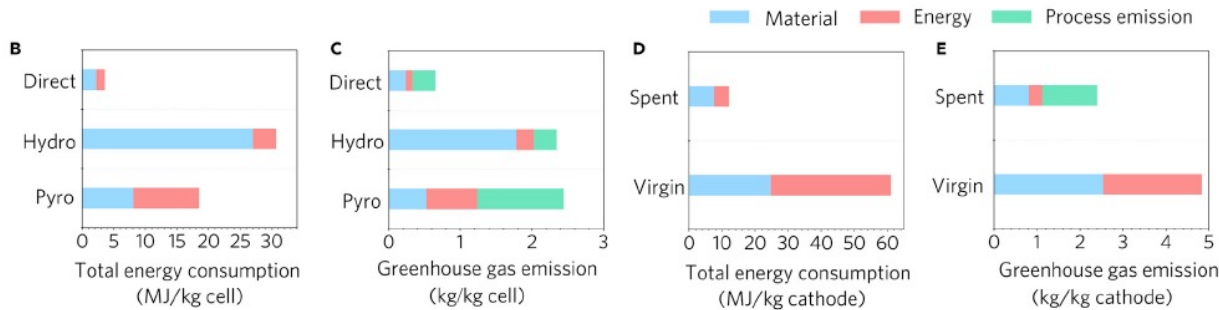 Material Energy Process emission
B
Direct
Hydro
Pyro
0 5 10 15 20 25 30
Total energy consumption
(MJ/kg cell)
C
Direct
Hydro
Pyro
0 1 2 3
Greenhouse gas emission
(kg/kg cell)
D
Spent
Virgin
0 10 20 30 40 50 60
Total energy consumption
(MJ/kg cathode)
E
Spent
Virgin
0 1 2 3 4 5
Greenhouse gas emission
(kg/kg cathode)